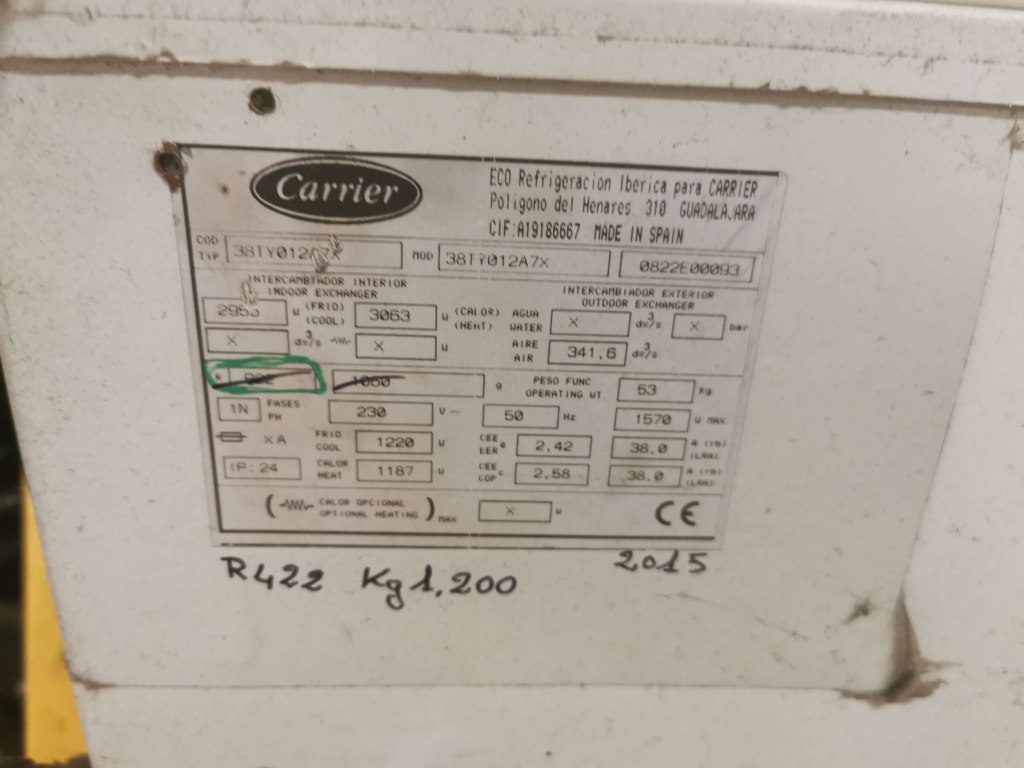 Carrier
ECO Refrigeracion Iberica para CARRIER
Poligono del Henares. 310 GUADALAJARA
CIF:A19186667 MADE IN SPAIN
COD TYP 38TY012A7X MOD 38TY012A7X 0822E00093
INTERCAMBIADOR INTERIOR INTERCAMBIADOR EXTERIOR
INDOOR EXCHANGER OUTDOOR EXCHANGER
W (FRIO) (COOL) 3063 W (CALOR) (HEAT) AGUA WATER X dm³/s X bar
X dm³/s X W AIRE AIR 341.6 dm³/s
R 1060 g PESO FUNC OPERATING WT. 53 Kg
1N FASES PH 230 V~ 50 Hz 1570 W MAX
XA FRIO COOL 1220 W CEE EER 2,42 38.0 A (rb) (LRA)
IP:24 CALOR HEAT 1187 W CEE COP 2,58 38.0 A (rb) (LRA)
( CALOR OPCIONAL OPTIONAL HEATING ) MAX X W CE
R422 Kg 1,200 2015